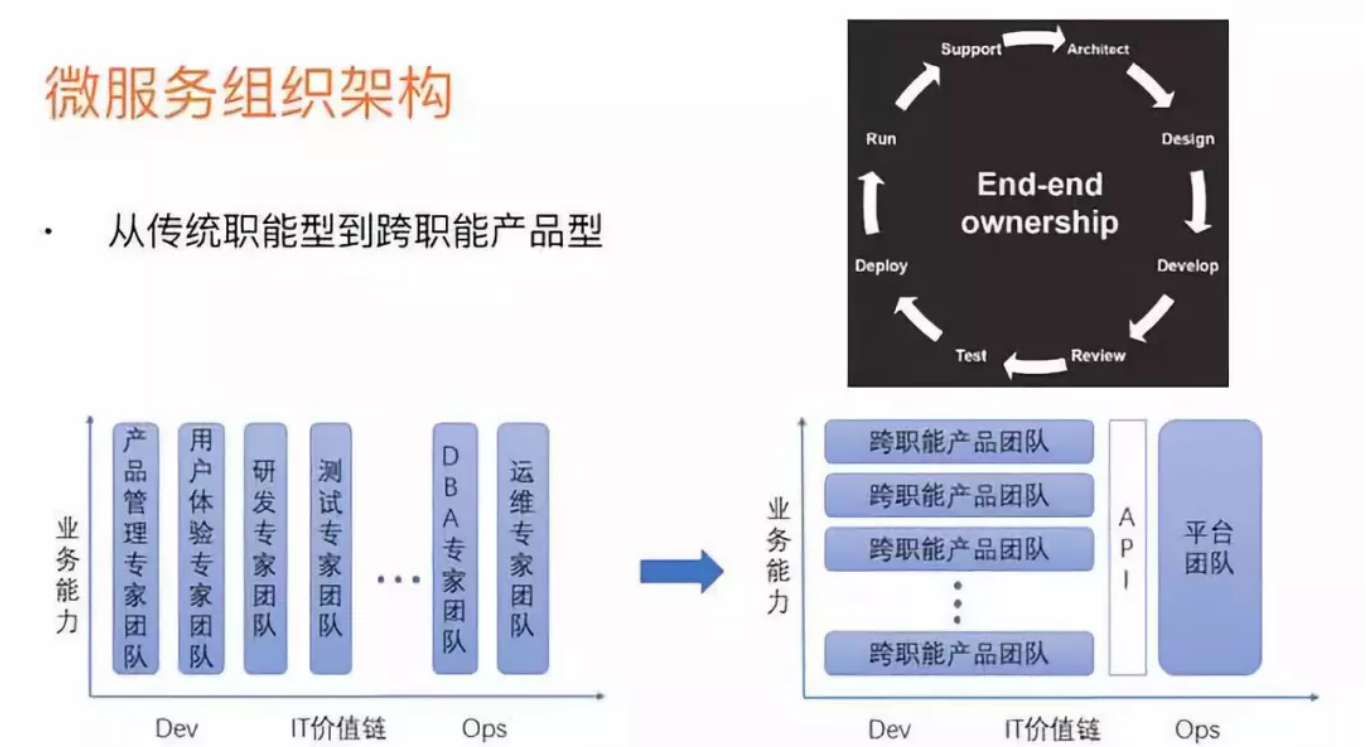 微服务组织架构
• 从传统职能型到跨职能产品型
Support
Architect
Design
Develop
Review
Test
Deploy
Run
End-end
ownership
业务能力
产品管理专家团队
用户体验专家团队
研发专家团队
测试专家团队
...
DBA专家团队
运维专家团队
Dev
IT价值链
Ops
业务能力
跨职能产品团队
跨职能产品团队
跨职能产品团队
跨职能产品团队
API
平台
团队
Dev
IT价值链
Ops